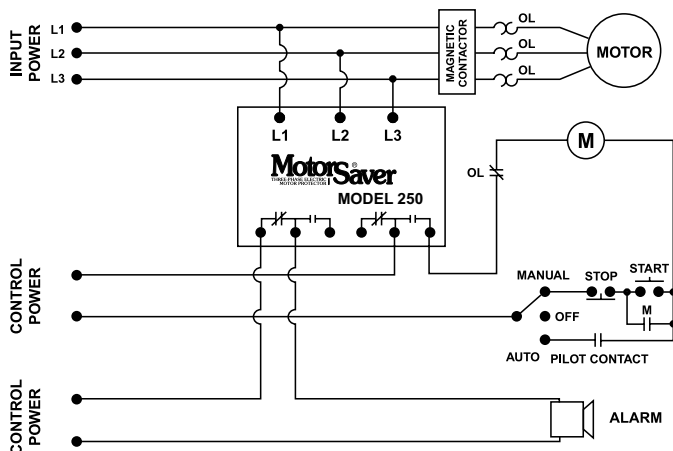 INPUT
POWER
L1
L2
L3
MAGNETIC
CONTACTOR
OL
OL
OL
MOTOR
L1 L2 L3
MotorSaver®
THREE-PHASE ELECTRIC
MOTOR PROTECTOR
MODEL 250
OL
M
CONTROL
POWER
MANUAL STOP START
OFF
M
AUTO PILOT CONTACT
CONTROL
POWER
ALARM